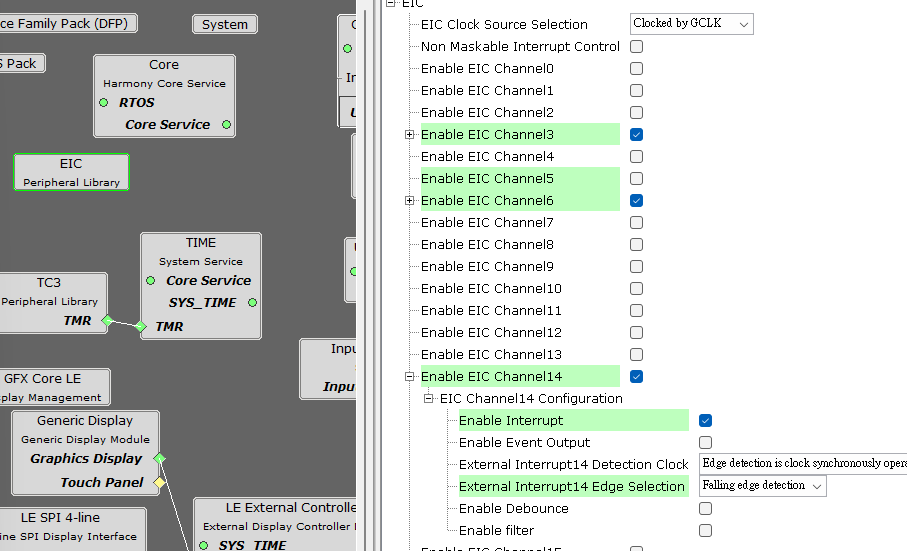 ce Family Pack (DFP)
System
S Pack
Core
Harmony Core Service
RTOS
Core Service
EIC
Peripheral Library
TIME
System Service
Core Service
SYS_TIME
TMR
TC3
Peripheral Library
TMR
GFX Core LE
splay Management
Generic Display
Generic Display Module
Graphics Display
Touch Panel
LE SPI 4-line
ine SPI Display Interface
LE External Controller
External Display Controller
SYS_TIME
Inpu
Input
EIC
EIC Clock Source Selection
Clocked by GCLK
Non Maskable Interrupt Control
Enable EIC Channel0
Enable EIC Channel1
Enable EIC Channel2
Enable EIC Channel3
Enable EIC Channel4
Enable EIC Channel5
Enable EIC Channel6
Enable EIC Channel7
Enable EIC Channel8
Enable EIC Channel9
Enable EIC Channel10
Enable EIC Channel11
Enable EIC Channel12
Enable EIC Channel13
Enable EIC Channel14
EIC Channel14 Configuration
Enable Interrupt
Enable Event Output
External Interrupt14 Detection Clock
Edge detection is clock synchronously opera
External Interrupt14 Edge Selection
Falling edge detection
Enable Debounce
Enable filter
Enable EIC Channel15